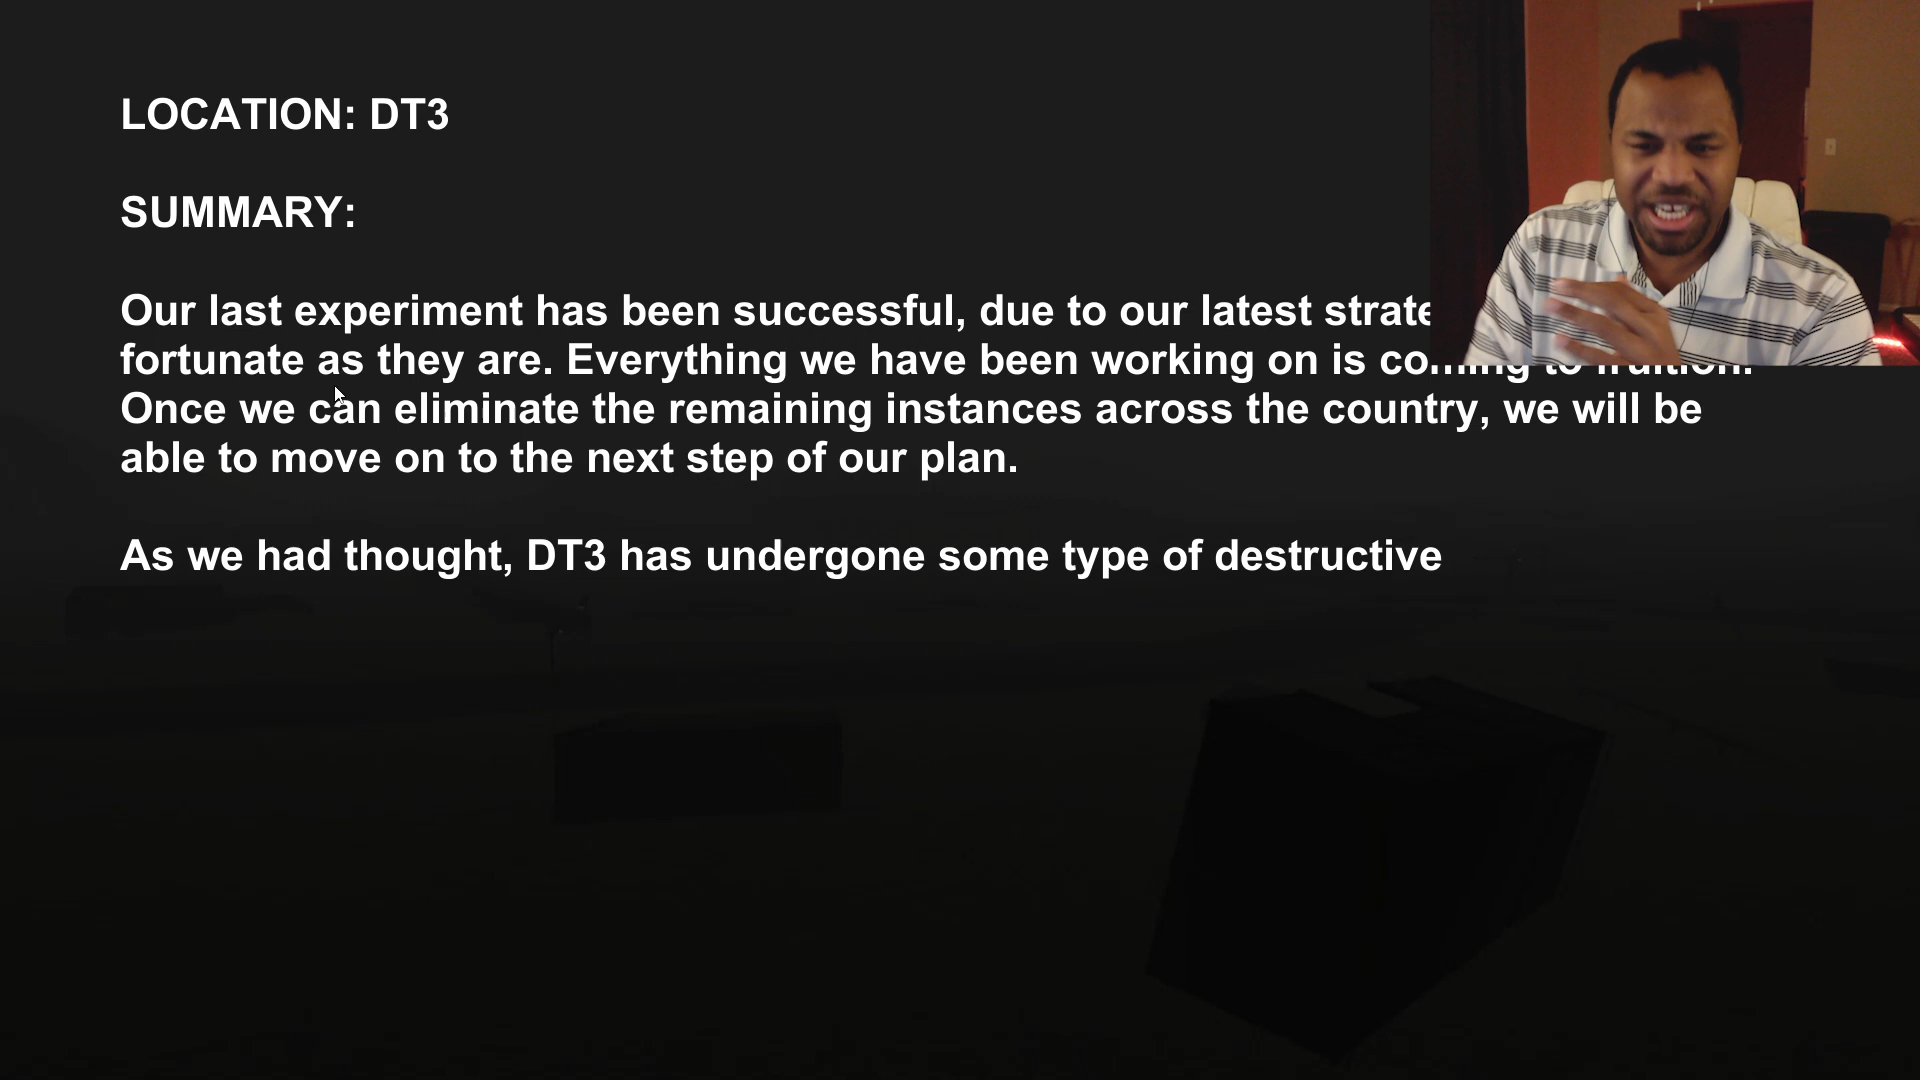 LOCATION: DT3
SUMMARY:
Our last experiment has been successful, due to our latest
fortunate as they are. Everything we have been working on is coming to fruition.
Once we can eliminate the remaining instances across the country, we will be
able to move on to the next step of our plan.
As we had thought, DT3 has undergone some type of destructive